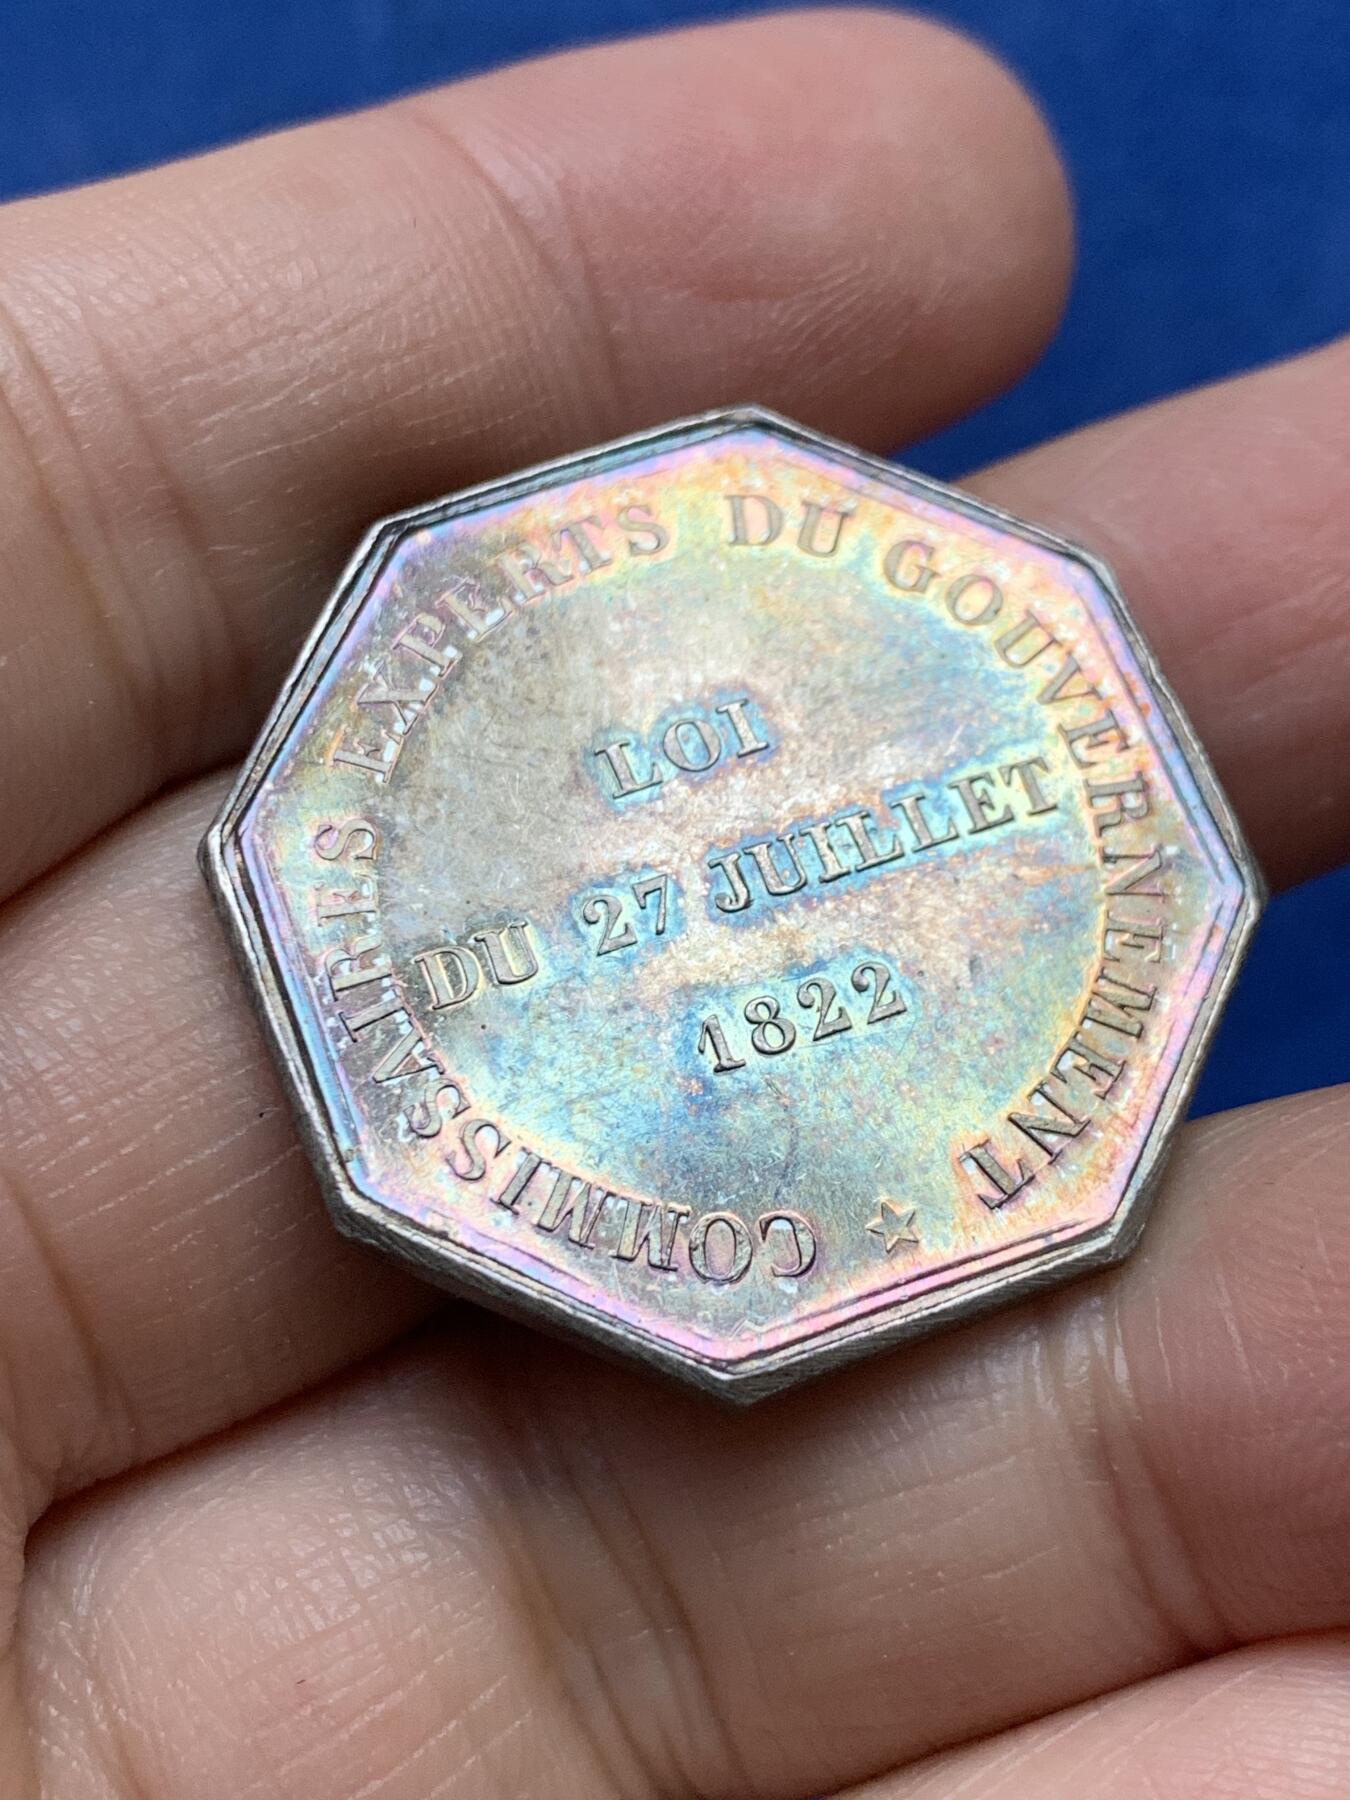 COMMISSAIRES EXPERTS DU GOUVERNEMENT
LOI
DU 27 JUILLET
1822